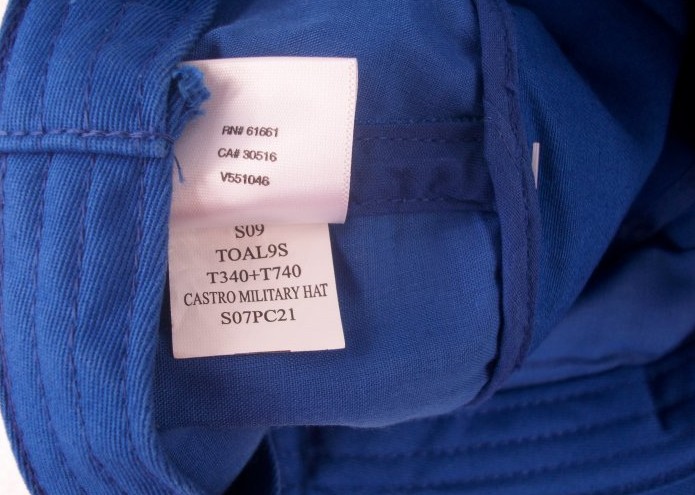 RN# 61661
CA# 30516
V551046
S09
TOAL9S
T340+T740
CASTRO MILITARY HAT
S07PC21